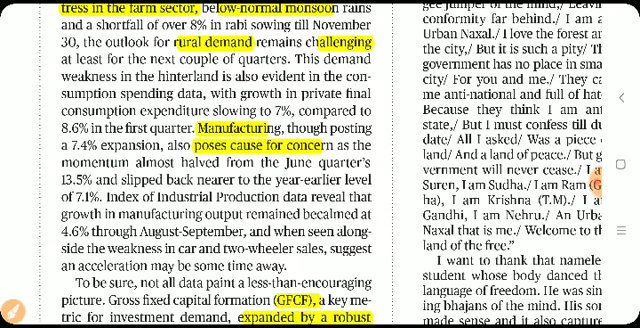 tress in the farm sector, below-normal monsoon rains
and a shortfall of over 8% in rabi sowing till November
30, the outlook for rural demand remains challenging
at least for the next couple of quarters. This demand
weakness in the hinterland is also evident in the con-
sumption spending data, with growth in private final
consumption expenditure slowing to 7%, compared to
8.6% in the first quarter. Manufacturing, though posting
a 7.4% expansion, also poses cause for concern as the
momentum almost halved from the June quarter's
13.5% and slipped back nearer to the year-earlier level
of 7.1%. Index of Industrial Production data reveal that
growth in manufacturing output remained becalmed at
4.6% through August-September, and when seen along-
side the weakness in car and two-wheeler sales, suggest
an acceleration may be some time away.
To be sure, not all data paint a less-than-encouraging
picture. Gross fixed capital formation (GFCF), a key me-
tric for investment demand, expanded by a robust
gee jumper of the mind,/ Leavin
conformity far behind./ I am a
Urban Naxal./ I love the forest an
the city,/ But it is such a pity/ Th
government has no place in sma
city/ For you and me./ They ca
me anti-national and full of hat
Because they think I am ant
state,/ But I must confess till du
date/ All I asked/ Was a piece o
land/ And a land of peace./ But g
vernment will never cease./ I a
Suren, I am Sudha./ I am Ram (G
ha), I am Krishna (T.M)./ I a
Gandhi, I am Nehru./ An Urba
Naxal that is me./ Welcome to th
land of the free."
I want to thank that namele
student whose body danced th
language of freedom. He was sin
ing bhajans of the mind. His son
made sense and it also capture